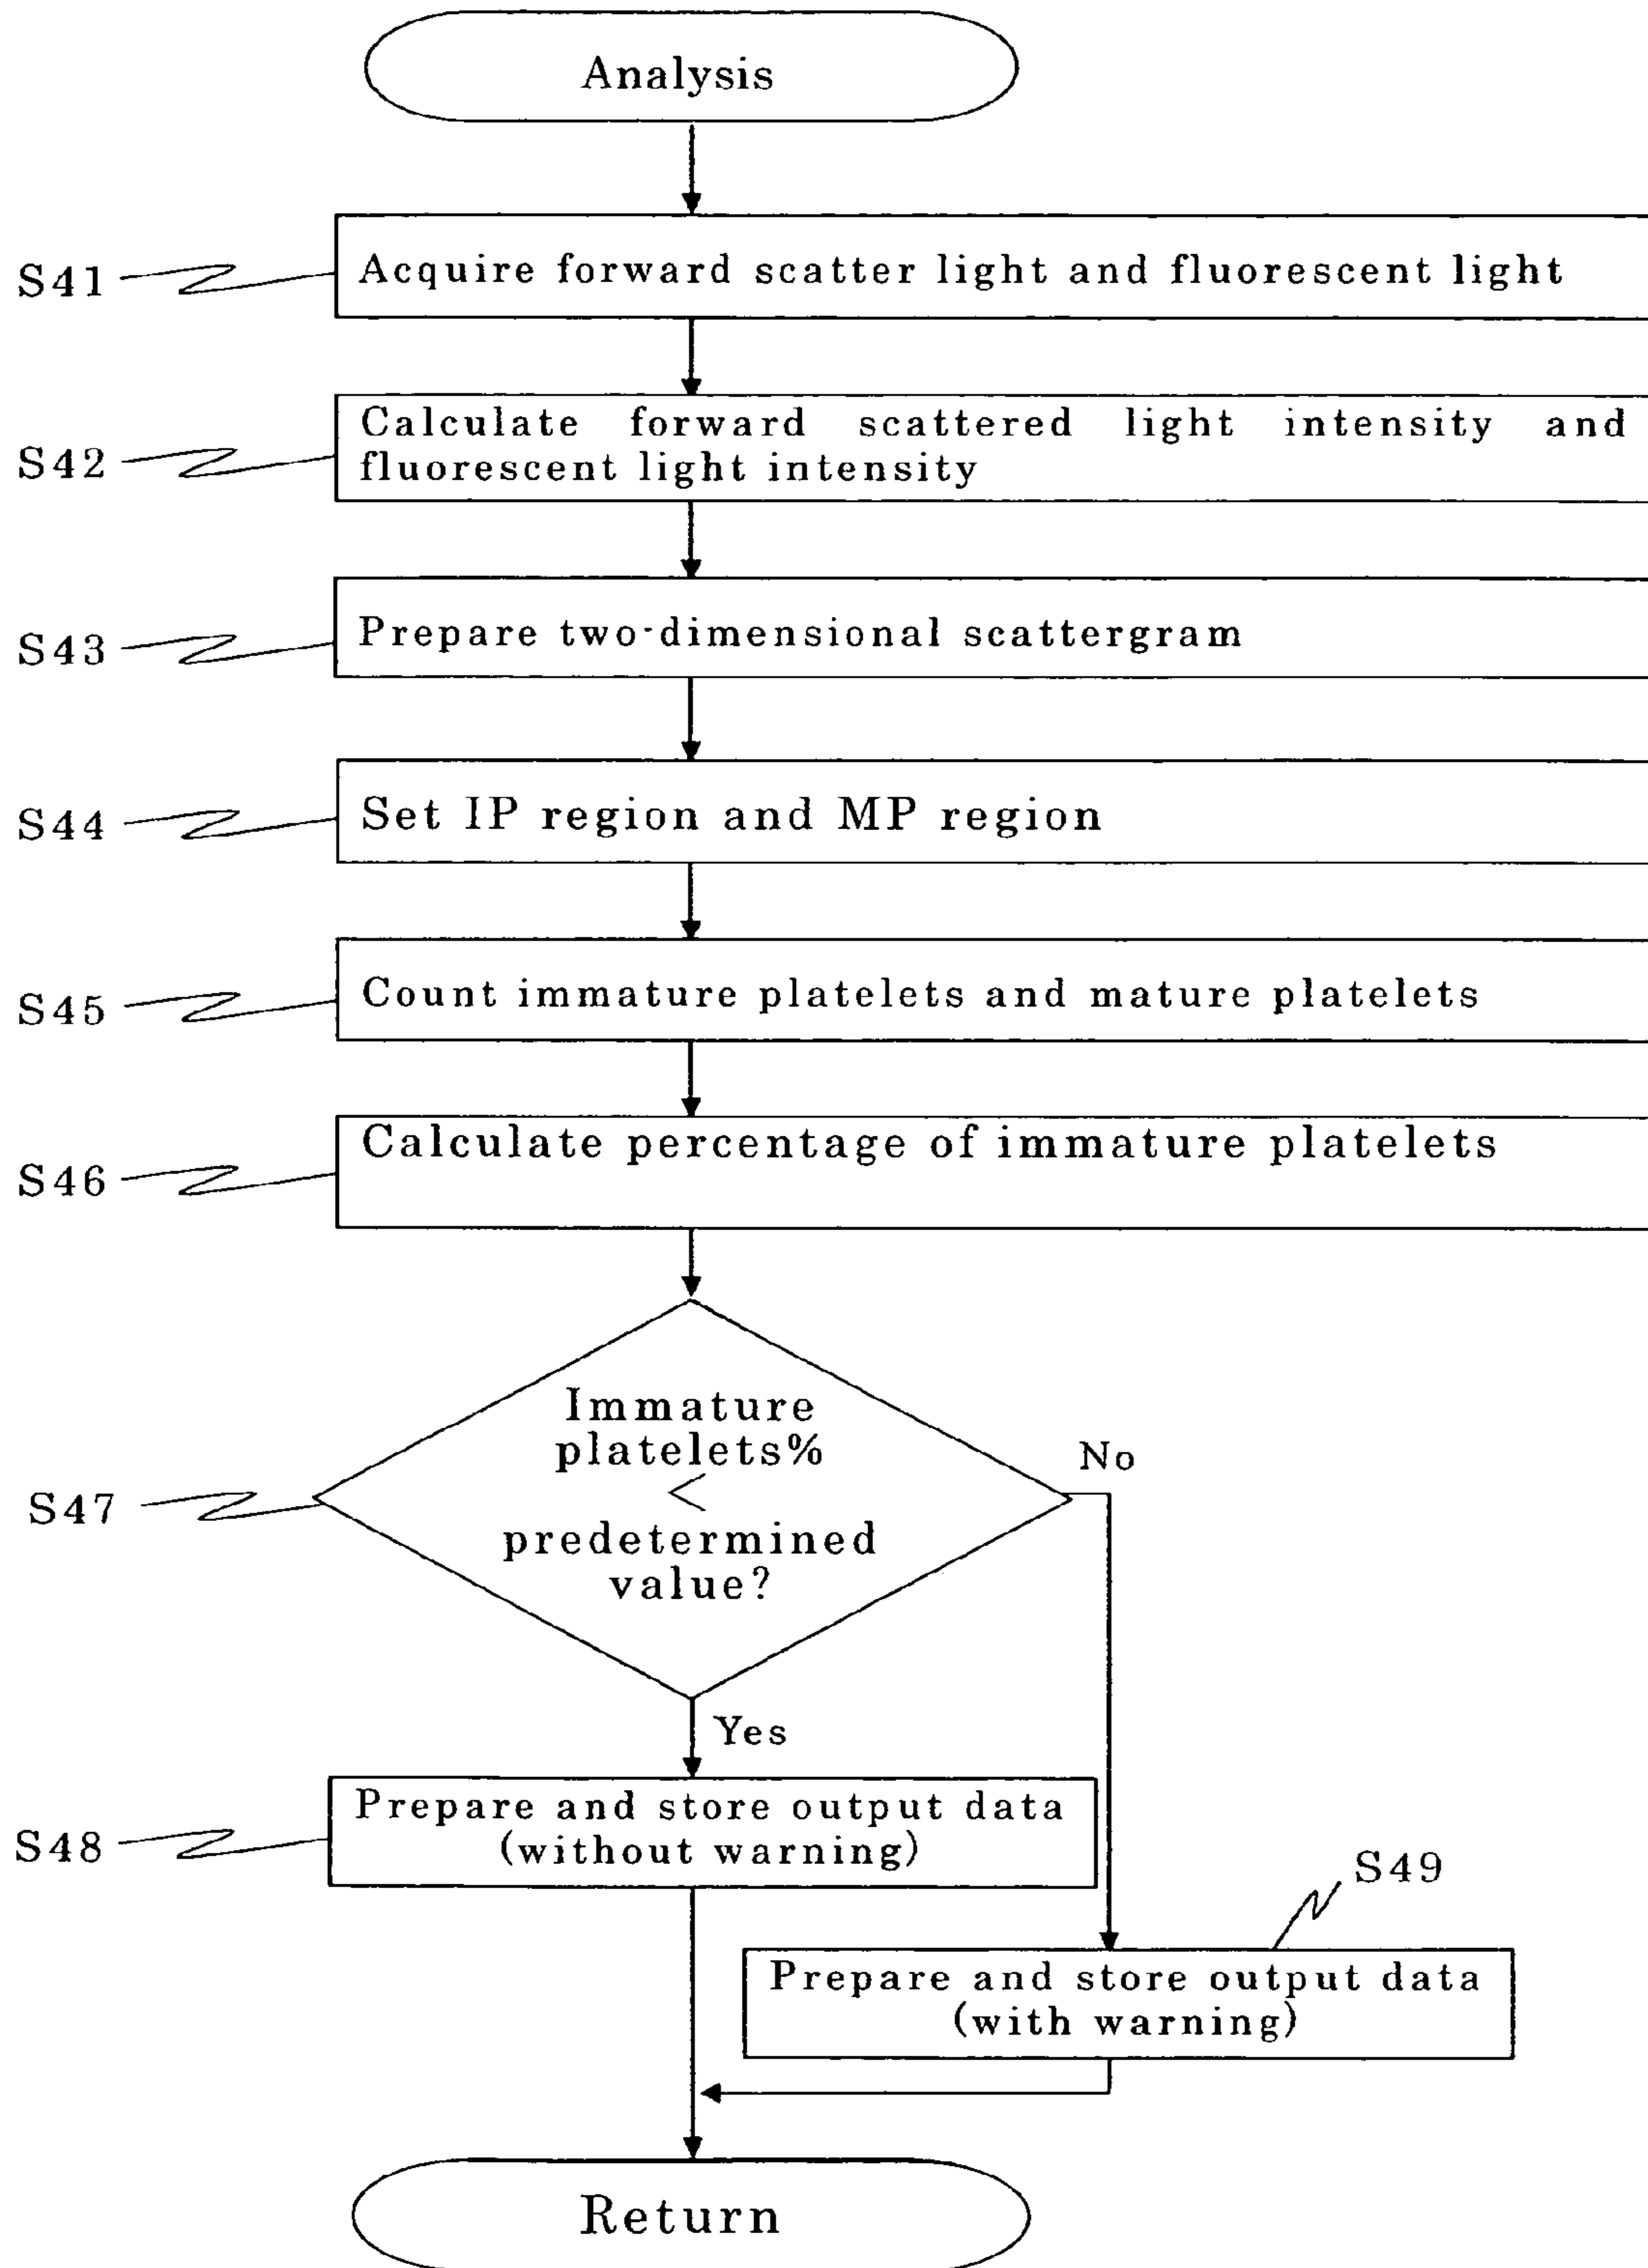 Analysis
S41
Acquire forward scatter light and fluorescent light
S42
Calculate forward scattered light intensity and
fluorescent light intensity
S43
Prepare two-dimensional scattergram
S44
Set IP region and MP region
S45
Count immature platelets and mature platelets
S46
Calculate percentage of immature platelets
S47
Immature
platelets%
<
predetermined
value?
No
Yes
S48
Prepare and store output data
(without warning)
S49
Prepare and store output data
(with warning)
Return